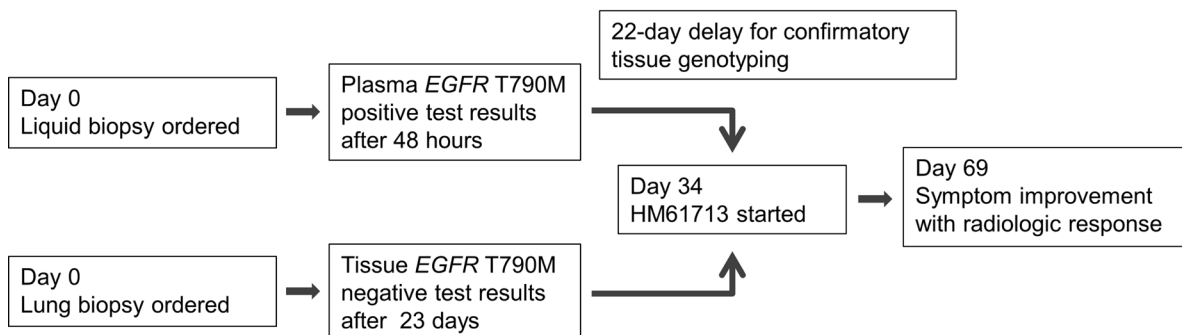 22-day delay for confirmatory
tissue genotyping
Day 0
Liquid biopsy ordered
Plasma EGFR T790M
positive test results
after 48 hours
Day 34
HM61713 started
Day 69
Symptom improvement
with radiologic response
Day 0
Lung biopsy ordered
Tissue EGFR T790M
negative test results
after 23 days